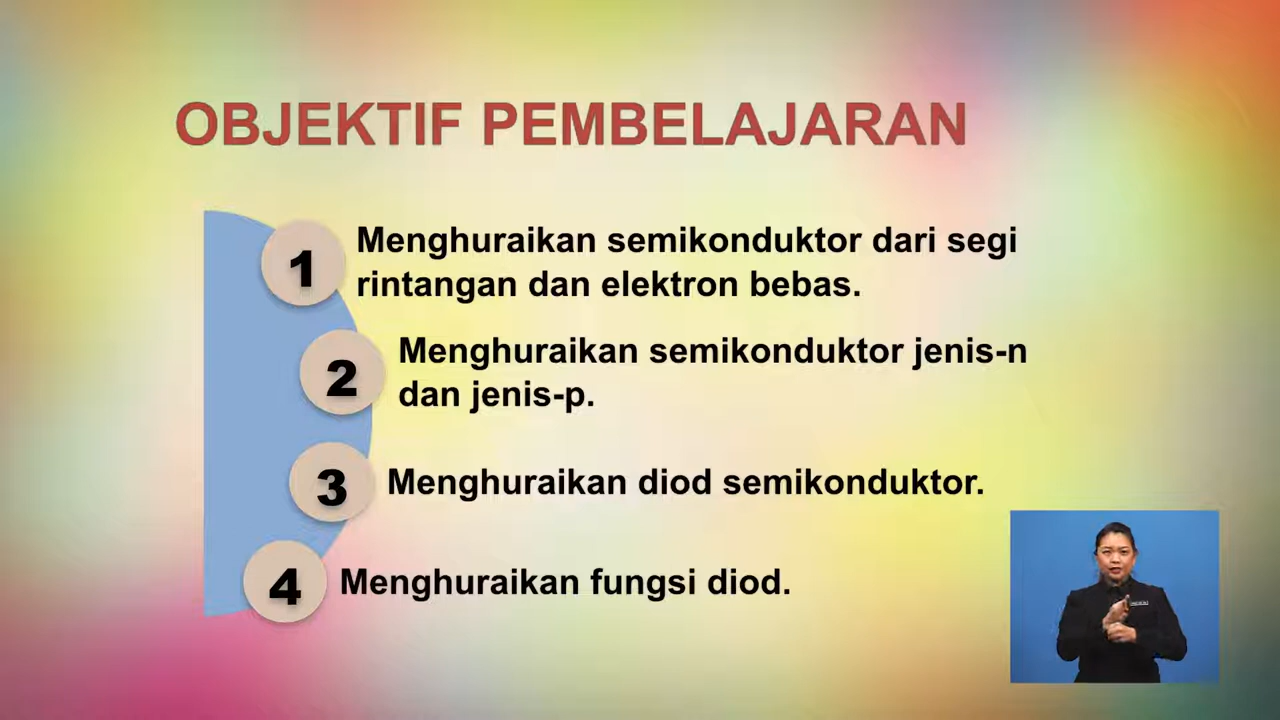 OBJEKTIF PEMBELAJARAN
1
Menghuraikan semikonduktor dari segi
rintangan dan elektron bebas.
2
Menghuraikan semikonduktor jenis-n
dan jenis-p.
3
Menghuraikan diod semikonduktor.
4
Menghuraikan fungsi diod.